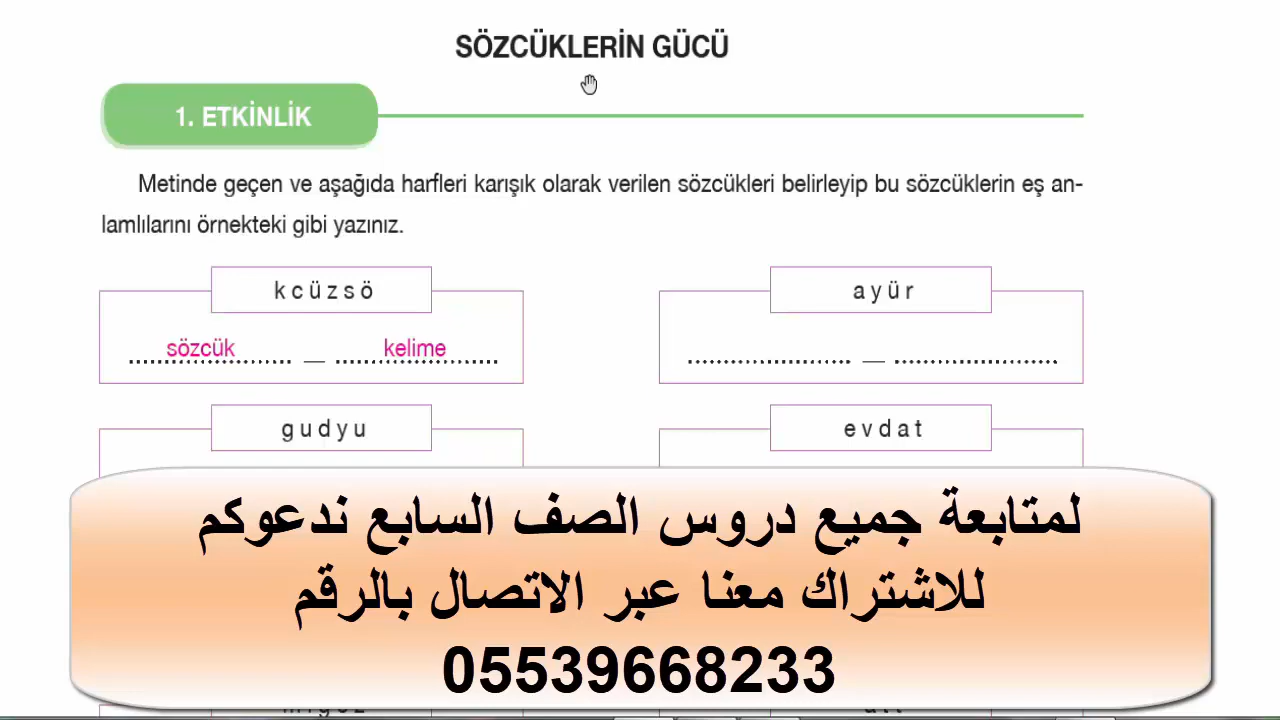 SÖZCÜKLERİN GÜCÜ
1. ETKİNLİK
Metinde geçen ve aşağıda harfleri karışık olarak verilen sözcükleri belirleyip bu sözcüklerin eş an-
lamlılarını örnekteki gibi yazınız.
k c ü z s ö
a y ü r
sözcük — kelime
g u d y u
e v d a t
لمتابعة جميع دروس الصف السابع ندعوكم
للاشتراك معنا عبر الاتصال بالرقم
05539668233